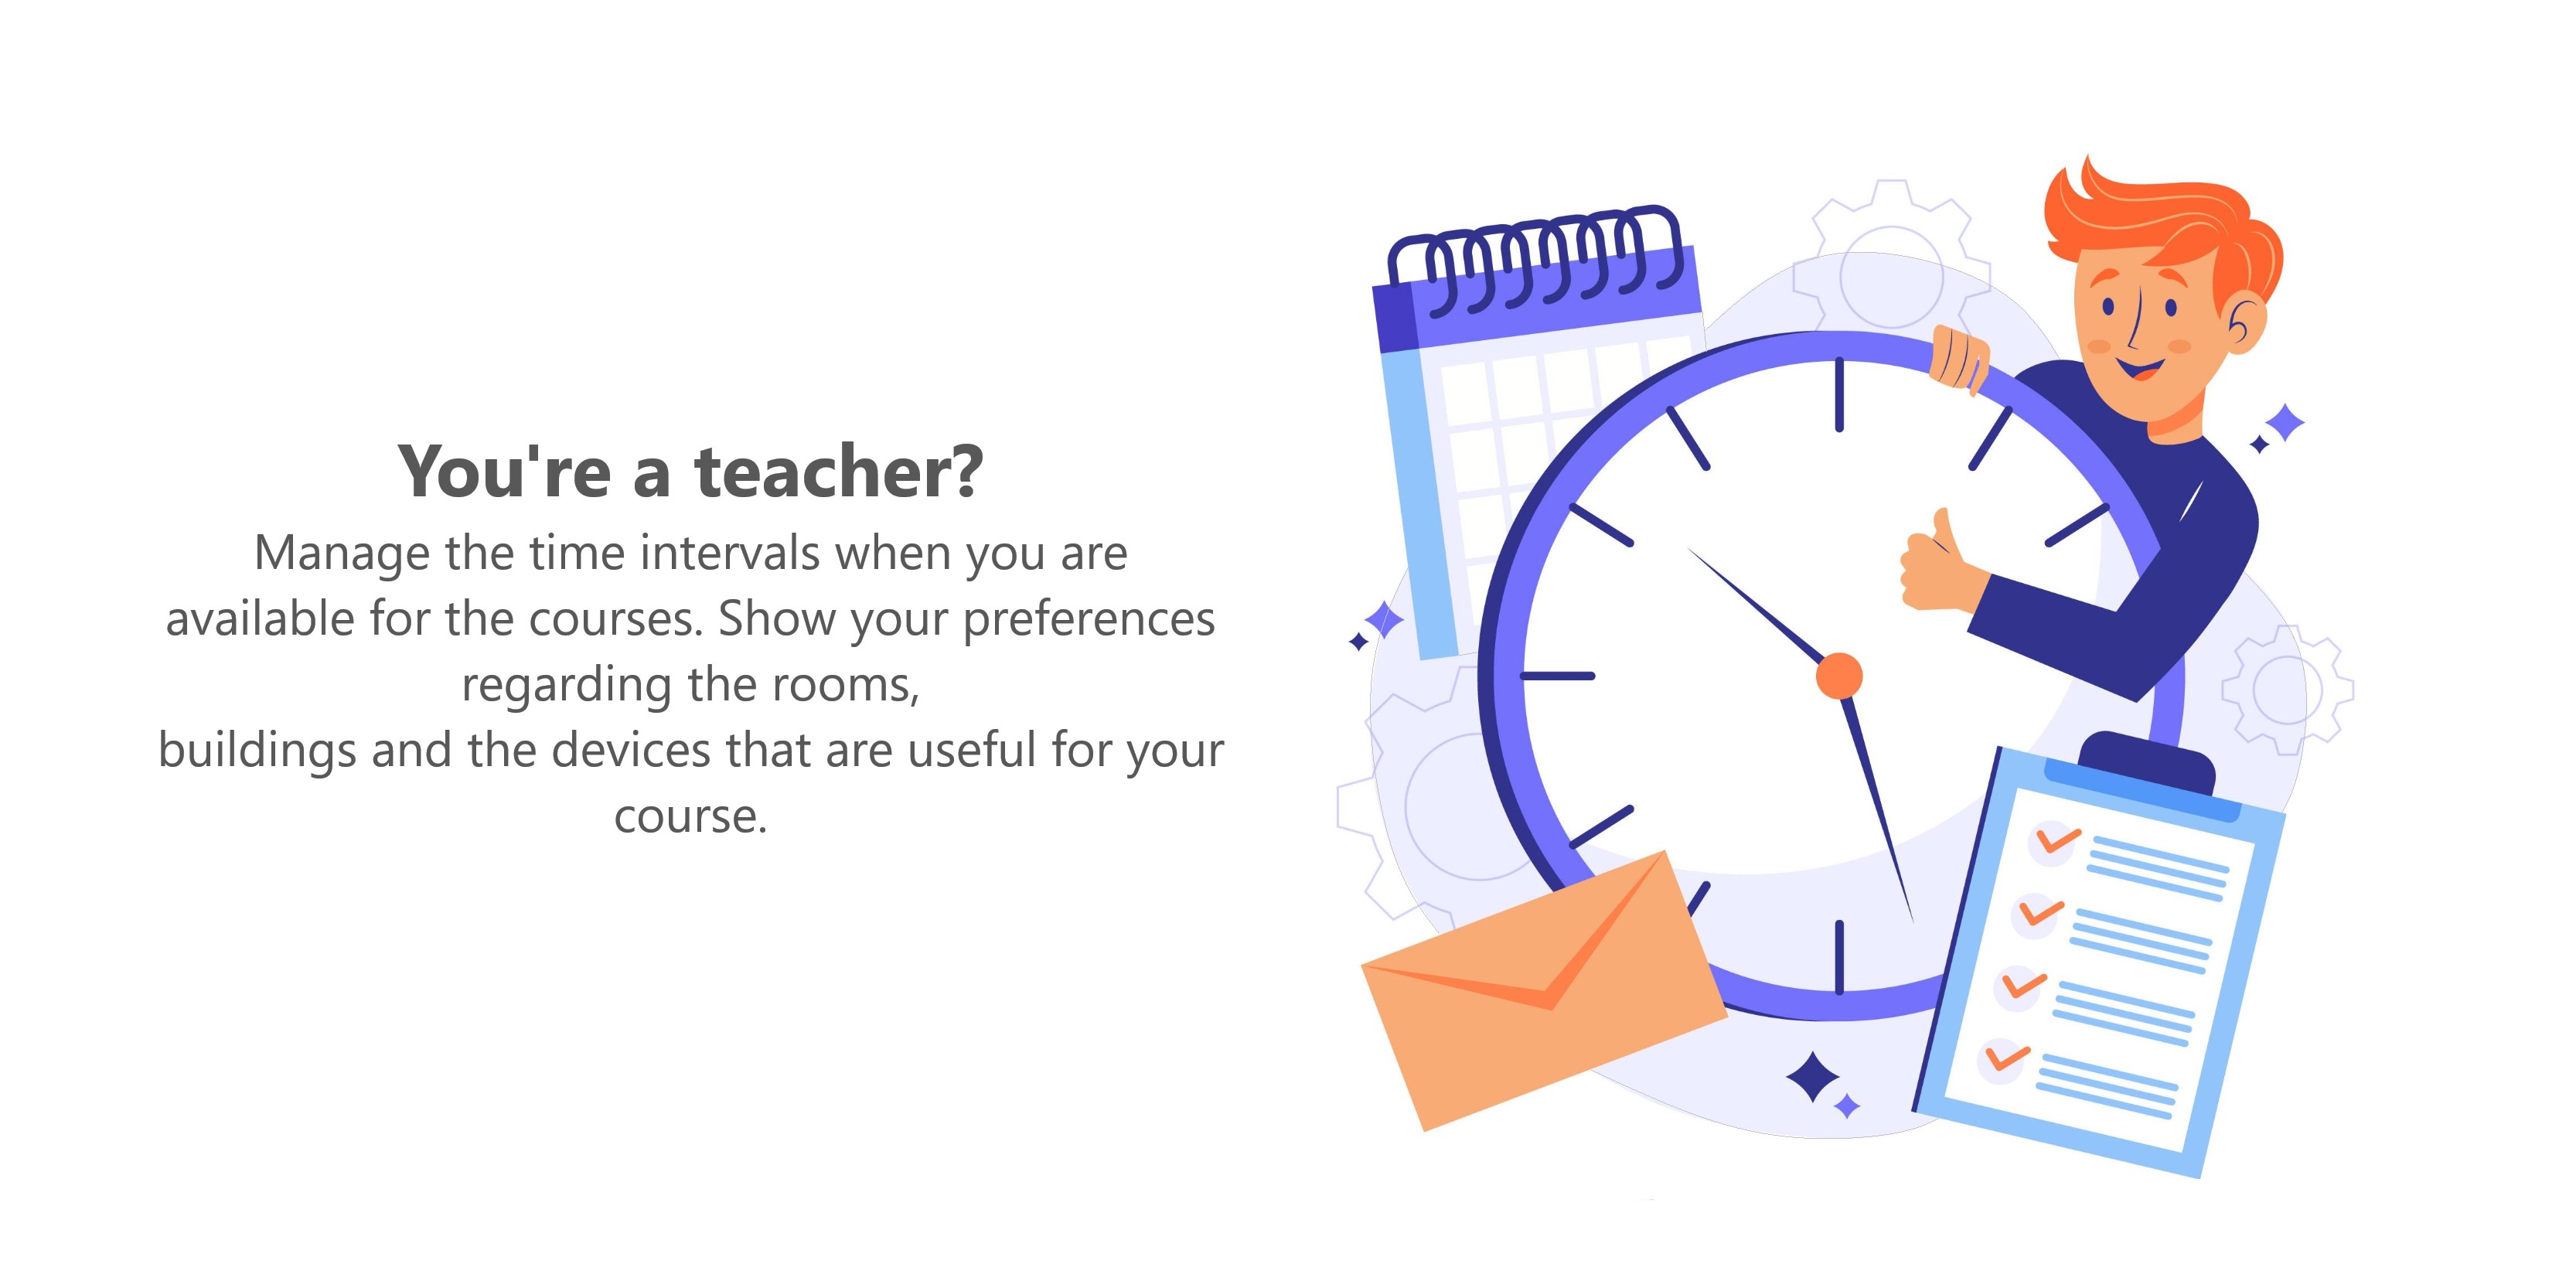 You're a teacher?
Manage the time intervals when you are
available for the courses. Show your preferences
regarding the rooms,
buildings and the devices that are useful for your
course.